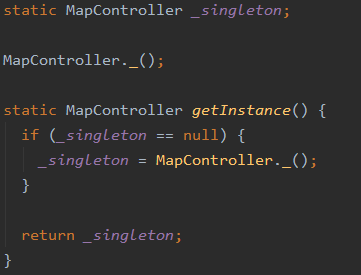 static MapController _singleton;
MapController._();
static MapController getInstance() {
if (_singleton == null) {
_singleton = MapController._();
}
return _singleton;
}